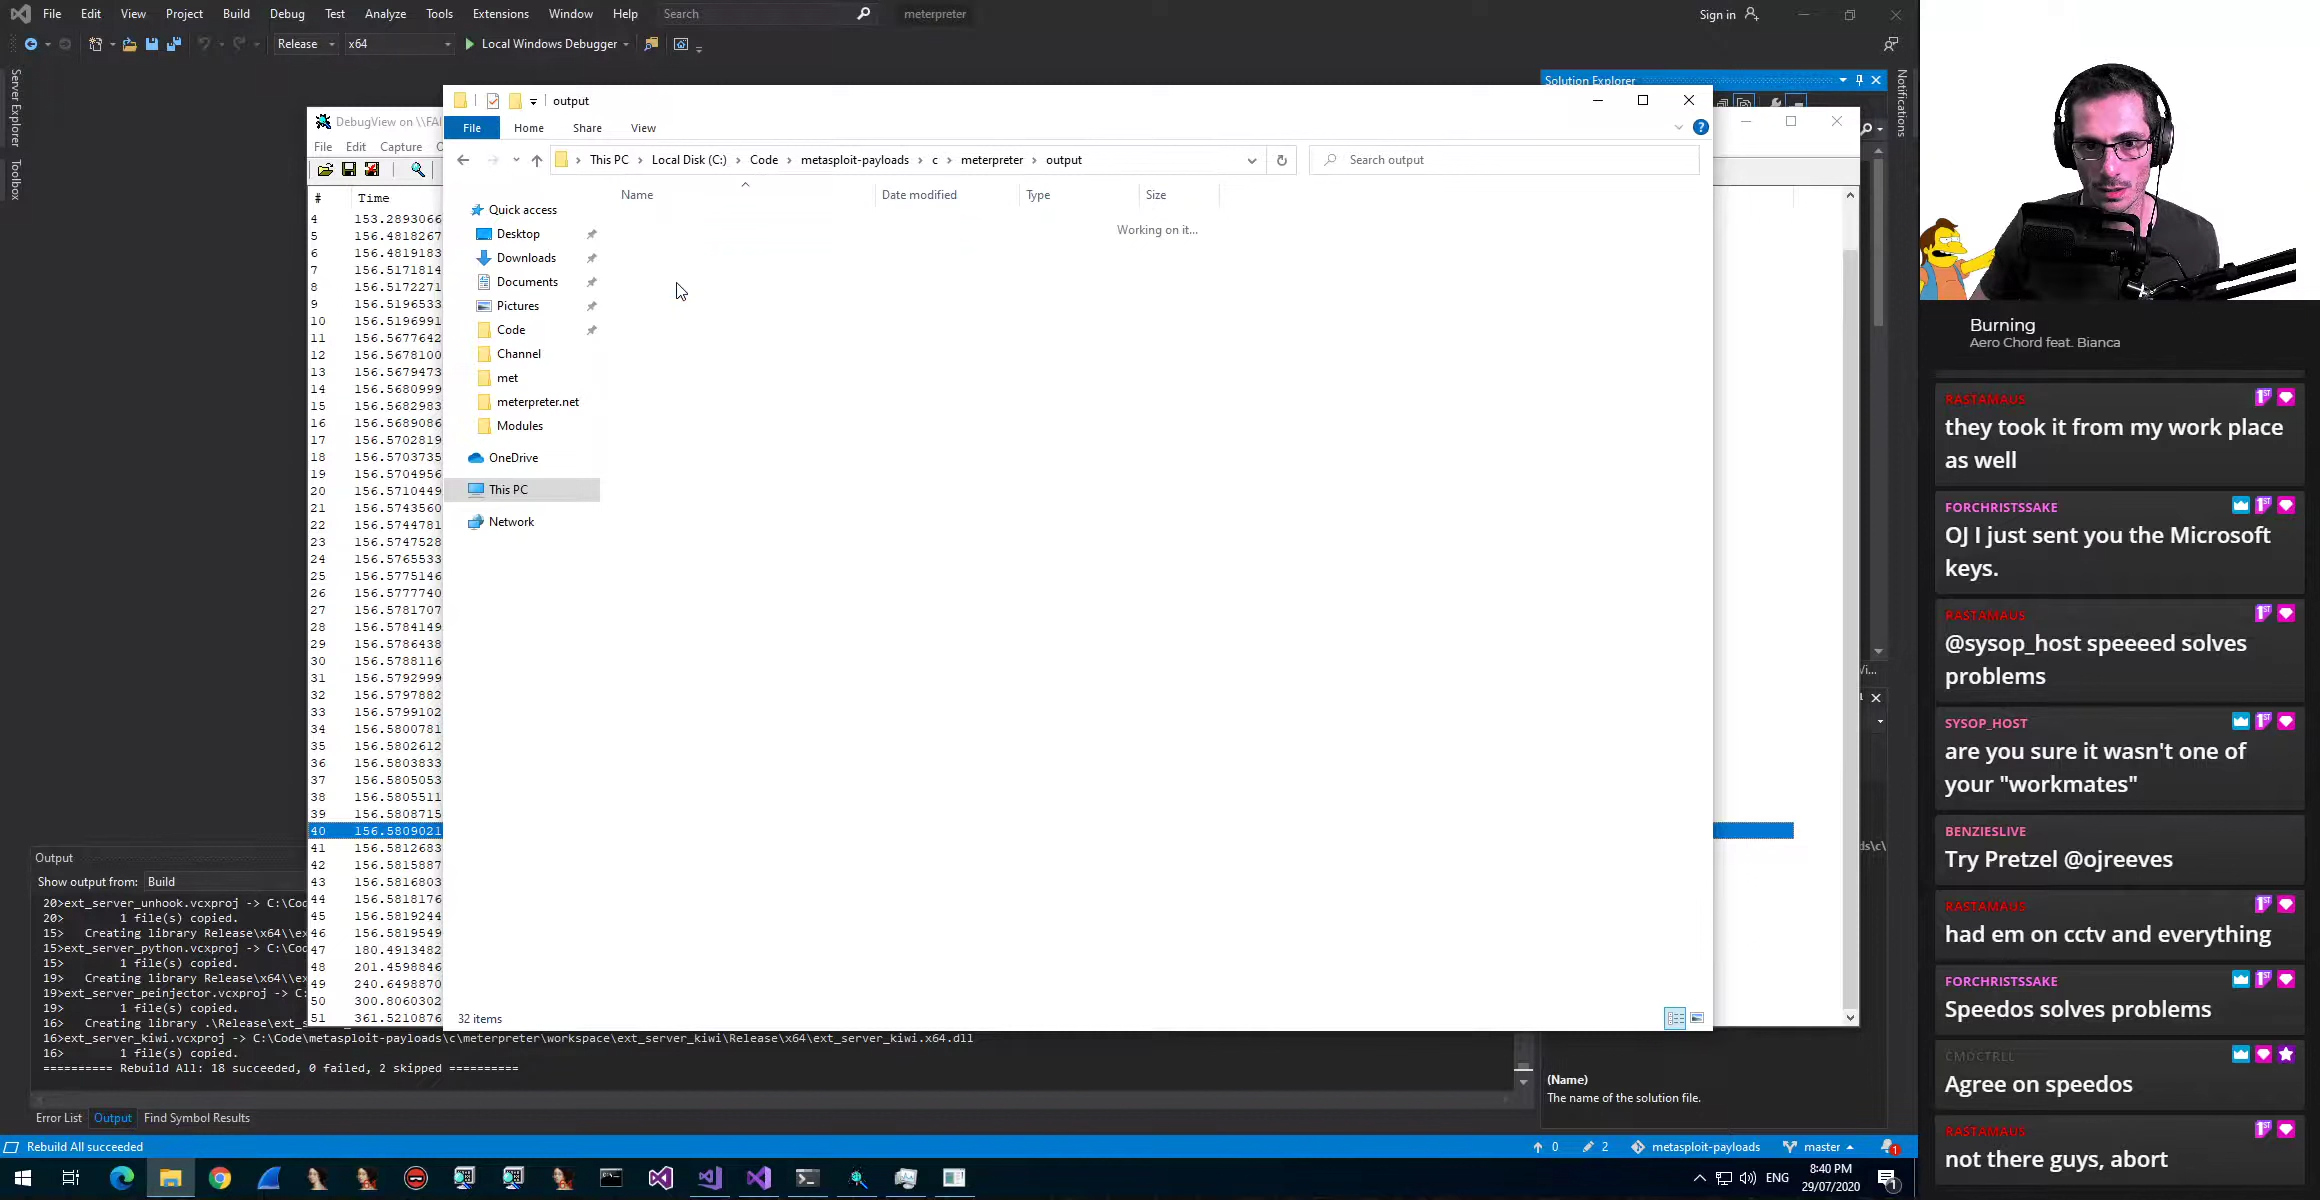 File Edit View Project Build Debug Test Analyze Tools Extensions Window Help Search meterpreter Sign in
Release x64 Local Windows Debugger
Server Explorer
Toolbox
Solution Explorer
Notifications
DebugView on \\FAI
File Edit Capture
# Time
4 153.2893066
5 156.4818267
6 156.4819183
7 156.5171814
8 156.5172271
9 156.5196533
10 156.5196991
11 156.5677642
12 156.5678100
13 156.5679473
14 156.5680999
15 156.5682983
16 156.5689086
17 156.5702819
18 156.5703735
19 156.5704956
20 156.5710449
21 156.5743560
22 156.5744781
23 156.5747528
24 156.5765533
25 156.5775146
26 156.5777740
27 156.5781707
28 156.5784149
29 156.5786438
30 156.5788116
31 156.5792999
32 156.5797882
33 156.5799102
34 156.5800781
35 156.5802612
36 156.5803833
37 156.5805053
38 156.5805511
39 156.5808715
40 156.5809021
41 156.5812683
42 156.5815887
43 156.5816803
44 156.5818176
45 156.5819244
46 156.5819549
47 180.4913482
48 201.4598846
49 240.6498870
50 300.8060302
51 361.5210876
output
File Home Share View
This PC Local Disk (C:) Code metasploit-payloads c meterpreter output
Search output
Name Date modified Type Size
Working on it...
Quick access
Desktop
Downloads
Documents
Pictures
Code
Channel
met
meterpreter.net
Modules
OneDrive
This PC
Network
32 items
Output
Show output from: Build
20>ext_server_unhook.vcxproj -> C:\Cod
20> 1 file(s) copied.
15> Creating library Release\x64\\ex
15>ext_server_python.vcxproj -> C:\Cod
15> 1 file(s) copied.
19> Creating library Release\x64\\ex
19>ext_server_peinjector.vcxproj -> C:
19> 1 file(s) copied.
16> Creating library .\Release\ext_s
16>ext_server_kiwi.vcxproj -> C:\Code\metasploit-payloads\c\meterpreter\workspace\ext_server_kiwi\Release\x64\ext_server_kiwi.x64.dll
16> 1 file(s) copied.
========== Rebuild All: 18 succeeded, 0 failed, 2 skipped ==========
Error List Output Find Symbol Results
(Name)
The name of the solution file.
Rebuild All succeeded
0 2 metasploit-payloads master 1
ENG
8:40 PM
29/07/2020
1
Burning
Aero Chord feat. Bianca
RASTAMAUS
they took it from my work place
as well
FORCHRISTSSAKE
OJ I just sent you the Microsoft
keys.
RASTAMAUS
@sysop_host speeeed solves
problems
SYSOP_HOST
are you sure it wasn't one of
your "workmates"
BENZIESLIVE
Try Pretzel @ojreeves
RASTAMAUS
had em on cctv and everything
FORCHRISTSSAKE
Speedos solves problems
CMDCTRLL
Agree on speedos
RASTAMAUS
not there guys, abort